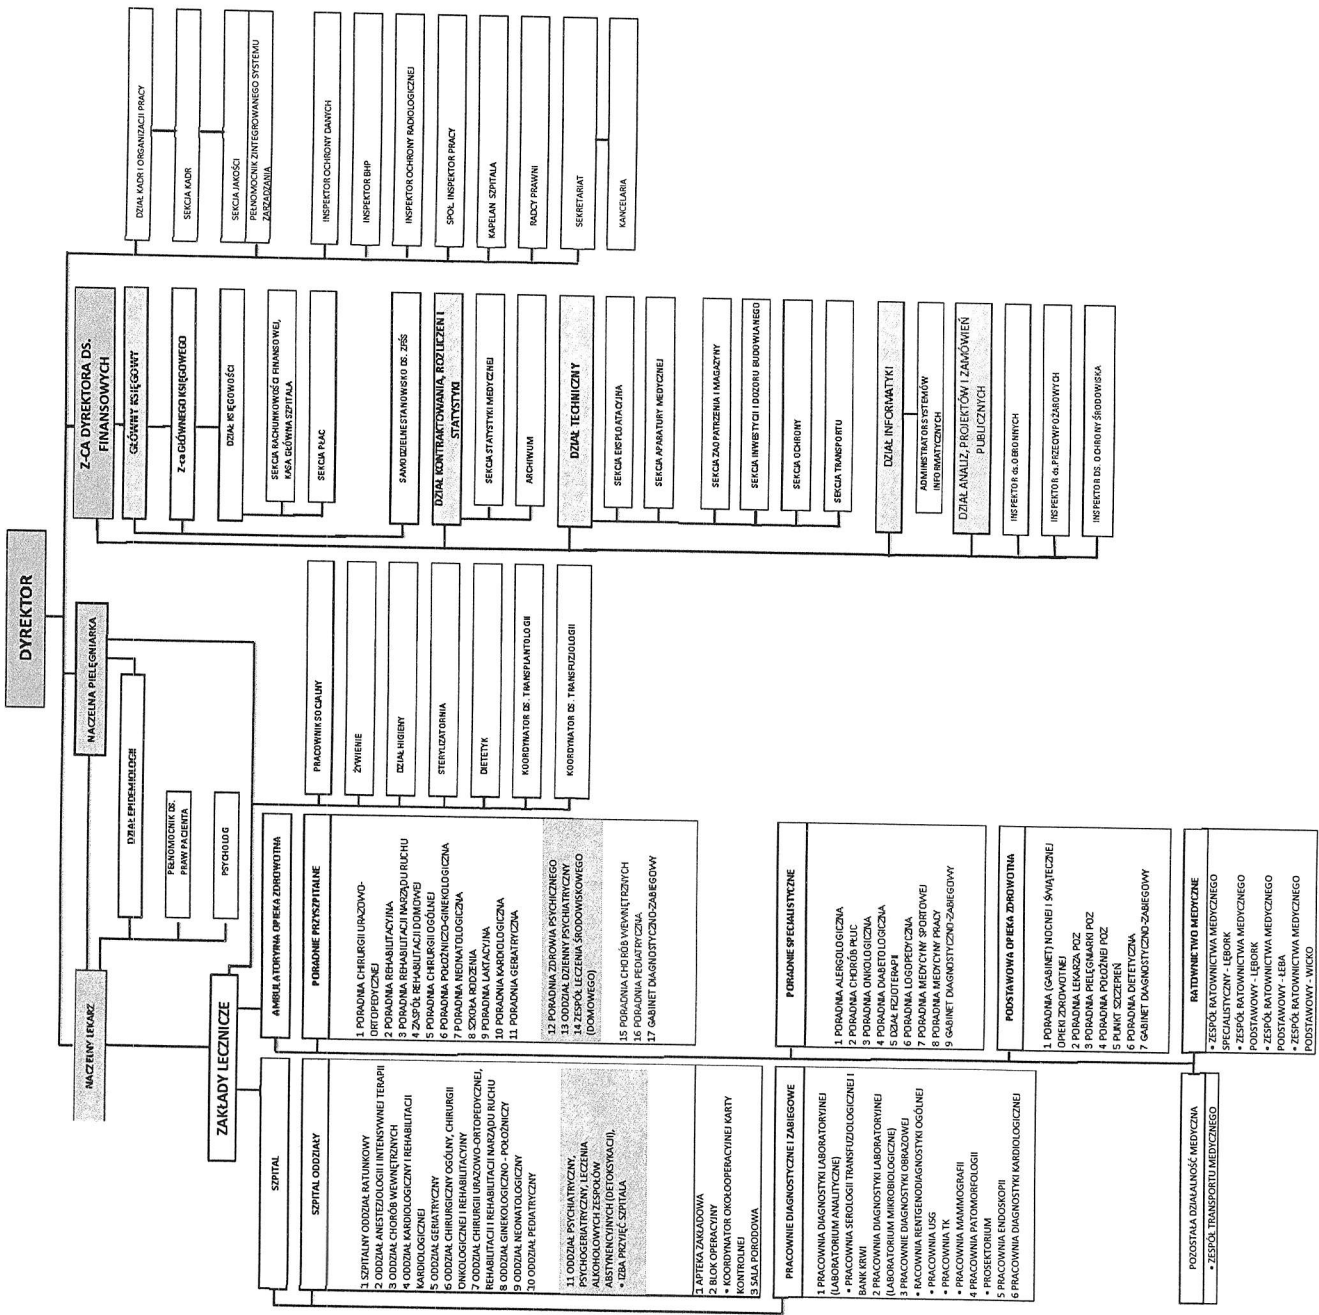 DYREKTOR
NACZELNY LEKARZ
NACZELNA PIELĘGNIARKA
DZIAŁ EPIDEMIOLOGII
PEŁNOMOCNIK DS.
PRAW PACJENTA
PSYCHOLOG
ZAKŁADY LECZNICZE
SZPITAL
SZPITAL ODDZIAŁY
1 SZPITALNY ODDZIAŁ RATUNKOWY
2 ODDZIAŁ ANESTEZJOLOGII I INTENSYWNEJ TERAPII
3 ODDZIAŁ CHORÓB WEWNĘTRZNYCH
4 ODDZIAŁ KARDIOLOGICZNY I REHABILITACJI
KARDIOLOGICZNEJ
5 ODDZIAŁ GERIATRYCZNY
6 ODDZIAŁ CHIRURGICZNY OGÓLNY, CHIRURGII
ONKOLOGICZNEJ I REHABILITACYJNY
7 ODDZIAŁ CHIRURGII URAZOWO-ORTOPEDYCZNEJ,
REHABILITACJI I REHABILITACJI NARZĄDU RUCHU
8 ODDZIAŁ GINEKOLOGICZNO - POŁOŻNICZY
9 ODDZIAŁ NEONATOLOGICZNY
10 ODDZIAŁ PEDIATRYCZNY
11 ODDZIAŁ PSYCHIATRYCZNY,
PSYCHOGERIATRYCZNY, LECZENIA
ALKOHOLOWYCH ZESPOŁÓW
ABSTYNENCYJNYCH (DETOKSYKACJI),
• IZBA PRZYJĘĆ SZPITALA
1 APTEKA ZAKŁADOWA
2 BLOK OPERACYJNY
• KOORDYNATOR OKOŁOOPERACYJNEJ KARTY
KONTROLNEJ
3 SALA PORODOWA
PRACOWNIE DIAGNOSTYCZNE I ZABIEGOWE
1 PRACOWNIA DIAGNOSTYKI LABORATORYJNEJ
(LABORATORIUM ANALITYCZNE)
• PRACOWNIA SEROLOGII TRANSFUZJOLOGICZNEJ I
BANK KRWI
2 PRACOWNIA DIAGNOSTYKI LABORATORYJNEJ
(LABORATORIUM MIKROBIOLOGICZNE)
3 PRACOWNIE DIAGNOSTYKI OBRAZOWEJ
• RACOWNIA RENTGENODIAGNOSTYKI OGÓLNEJ
• PRACOWNIA USG
• PRACOWNIA TK
• PRACOWNIA MAMMOGRAFII
4 PRACOWNIA PATOMORFOLOGII
• PROSEKTORIUM
5 PRACOWNIA ENDOSKOPII
6 PRACOWNIA DIAGNOSTYKI KARDIOLOGICZNEJ
POZOSTAŁA DZIAŁALNOŚĆ MEDYCZNA
• ZESPÓŁ TRANSPORTU MEDYCZNEGO
AMBULATORYJNA OPIEKA ZDROWOTNA
PORADNIE PRZYSZPITALNE
1 PORADNIA CHIRURGII URAZOWO-
ORTOPEDYCZNEJ
2 PORADNIA REHABILITACYJNA
3 PORADNIA REHABILITACJI NARZĄDU RUCHU
4 ZASPÓŁ REHABILITACJI DOMOWEJ
5 PORADNIA CHIRURGII OGÓLNEJ
6 PORADNIA POŁOŻNICZO-GINEKOLOGICZNA
7 PORADNIA NEONATOLOGICZNA
8 SZKOŁA RODZENIA
9 PORADNIA LAKTACYJNA
10 PORADNIA KARDIOLOGICZNA
11 PORADNIA GERIATRYCZNA
12 PORADNIA ZDROWIA PSYCHICZNEGO
13 ODDZIAŁ DZIENNY PSYCHIATRYCZNY
14 ZESPÓŁ LECZENIA ŚRODOWISKOWEGO
(DOMOWEGO)
15 PORADNIA CHORÓB WEWNĘTRZNYCH
16 PORADNIA PEDIATRYCZNA
17 GABINET DIAGNOSTYCZNO-ZABIEGOWY
PORADNIE SPECJALISTYCZNE
1 PORADNIA ALERGOLOGICZNA
2 PORADNIA CHORÓB PŁUC
3 PORADNIA ONKOLOGICZNA
4 PORADNIA DIABETOLOGICZNA
5 DZIAŁ FIZJOTERAPII
6 PORADNIA LOGOPEDYCZNA
7 PORADNIA MEDYCYNY SPORTOWEJ
8 PORADNIA MEDYCYNY PRACY
9 GABINET DIAGNOSTYCZNO-ZABIEGOWY
PODSTAWOWA OPIEKA ZDROWOTNA
1 PORADNIA (GABINET) NOCNEJ I ŚWIĄTECZNEJ
OPIEKI ZDROWOTNEJ
2 PORADNIA LEKARZA POZ
3 PORADNIA PIELĘGNIARKI POZ
4 PORADNIA POŁOŻNEJ POZ
5 PUNKT SZCZEPIEŃ
6 PORADNIA DIETETYCZNA
7 GABINET DIAGNOSTYCZNO-ZABIEGOWY
RATOWNICTWO MEDYCZNE
• ZESPÓŁ RATOWNICTWA MEDYCZNEGO
SPECJALISTYCZNY - LĘBORK
• ZESPÓŁ RATOWNICTWA MEDYCZNEGO
PODSTAWOWY - LĘBORK
• ZESPÓŁ RATOWNICTWA MEDYCZNEGO
PODSTAWOWY - ŁEBA
• ZESPÓŁ RATOWNICTWA MEDYCZNEGO
PODSTAWOWY - WICKO
PRACOWNIK SOCJALNY
ŻYWIENIE
DZIAŁ HIGIENY
STERYLIZATORNIA
DIETETYK
KOORDYNATOR DS. TRANSPLANTOLOGII
KOORDYNATOR DS. TRANSFUZJOLOGII
Z-CA DYREKTORA DS.
FINANSOWYCH
GŁÓWNY KSIĘGOWY
Z-ca GŁÓWNEGO KSIĘGOWEGO
DZIAŁ KSIĘGOWOŚCI
SEKCJA RACHUNKOWOŚCI FINANSOWEJ,
KASA GŁÓWNA SZPITALA
SEKCJA PŁAC
SAMODZIELNE STANOWISKO DS. ZFŚS
DZIAŁ KONTRAKTOWANIA, ROZLICZEŃ I
STATYSTYKI
SEKCJA STATYSTYKI MEDYCZNEJ
ARCHIWUM
DZIAŁ TECHNICZNY
SEKCJA EKSPLOATACYJNA
SEKCJA APARATURY MEDYCZNEJ
SEKCJA ZAOPATRZENIA I MAGAZYNY
SEKCJA INWESTYCJI I DOZORU BUDOWLANEGO
SEKCJA OCHRONY
SEKCJA TRANSPORTU
DZIAŁ INFORMATYKI
ADMINISTRATOR SYSTEMÓW
INFORMATYCZNYCH
DZIAŁ ANALIZ, PROJEKTÓW I ZAMÓWIEŃ
PUBLICZNYCH
INSPEKTOR ds. OBRONNYCH
INSPEKTOR ds. PRZECIWPOŻAROWYCH
INSPEKTOR DS. OCHRONY ŚRODOWISKA
DZIAŁ KADR I ORGANIZACJI PRACY
SEKCJA KADR
SEKCJA JAKOŚCI
PEŁNOMOCNIK ZINTEGROWANEGO SYSTEMU
ZARZĄDZANIA
INSPEKTOR OCHRONY DANYCH
INSPEKTOR BHP
INSPEKTOR OCHRONY RADIOLOGICZNEJ
SPOŁ. INSPEKTOR PRACY
KAPELAN SZPITALA
RADCY PRAWNI
SEKRETARIAT
KANCELARIA